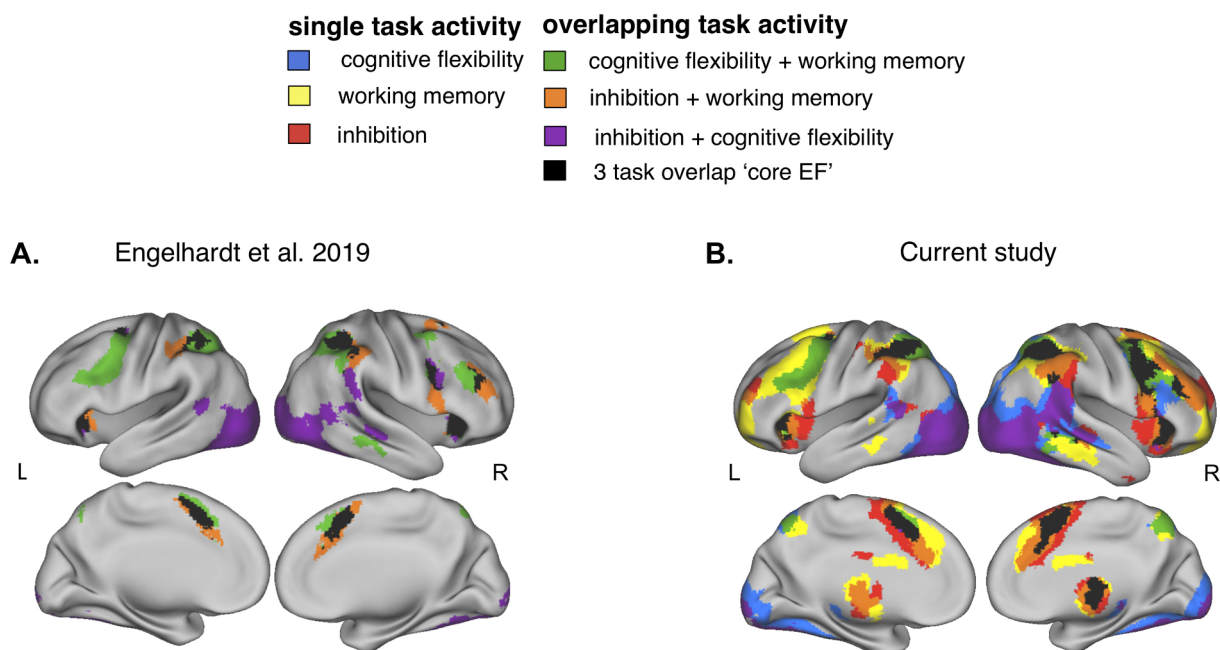 single task activity
cognitive flexibility
working memory
inhibition
overlapping task activity
cognitive flexibility + working memory
inhibition + working memory
inhibition + cognitive flexibility
3 task overlap ‘core EF’
A. Engelhardt et al. 2019
L R
B. Current study
L R